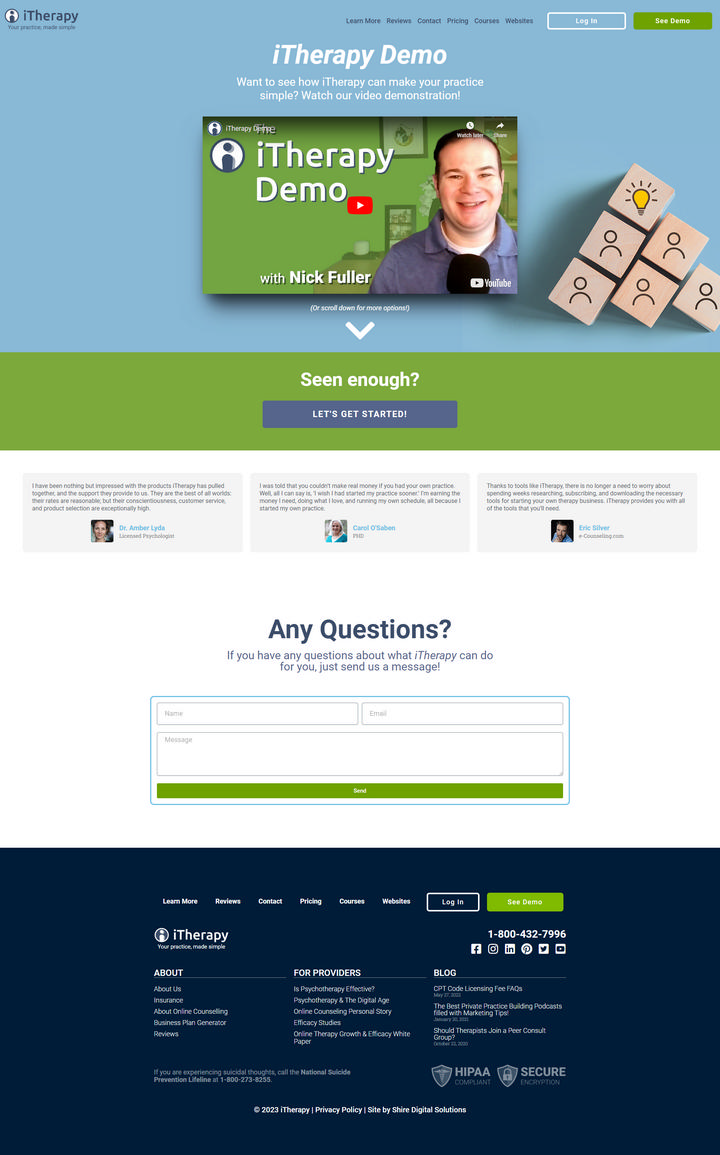 iTherapy
Your practice, made simple
Learn More Reviews Contact Pricing Courses Websites Log In See Demo
iTherapy Demo
Want to see how iTherapy can make your practice
simple? Watch our video demonstration!
iTherapy Demo
Watch later Share
The
iTherapy
Demo
with Nick Fuller
YouTube
(Or scroll down for more options!)
Seen enough?
LET'S GET STARTED!
I have been nothing but impressed with the products iTherapy has pulled
together, and the support they provide to us. They are the best of all worlds:
their rates are reasonable; but their conscientiousness, customer service,
and product selection are exceptionally high.
Dr. Amber Lyda
Licensed Psychologist
I was told that you couldn't make real money if you had your own practice.
Well, all I can say is, 'I wish I had started my practice sooner.' I'm earning the
money I need, doing what I love, and running my own schedule, all because I
started my own practice.
Carol O'Saben
PHD
Thanks to tools like iTherapy, there is no longer a need to worry about
spending weeks researching, subscribing, and downloading the necessary
tools for starting your own therapy business. iTherapy provides you with all
of the tools that you'll need.
Eric Silver
e-Counseling.com
Any Questions?
If you have any questions about what iTherapy can do
for you, just send us a message!
Name
Email
Message
Send
Learn More Reviews Contact Pricing Courses Websites Log In See Demo
iTherapy
Your practice, made simple
1-800-432-7996
ABOUT
About Us
Insurance
About Online Counselling
Business Plan Generator
Reviews
FOR PROVIDERS
Is Psychotherapy Effective?
Psychotherapy & The Digital Age
Online Counseling Personal Story
Efficacy Studies
Online Therapy Growth & Efficacy White
Paper
BLOG
CPT Code Licensing Fee FAQs
May 27, 2022
The Best Private Practice Building Podcasts
filled with Marketing Tips!
January 20, 2021
Should Therapists Join a Peer Consult
Group?
October 22, 2020
If you are experiencing suicidal thoughts, call the National Suicide
Prevention Lifeline at 1-800-273-8255.
HIPAA
COMPLIANT
SECURE
ENCRYPTION
© 2023 iTherapy | Privacy Policy | Site by Shire Digital Solutions